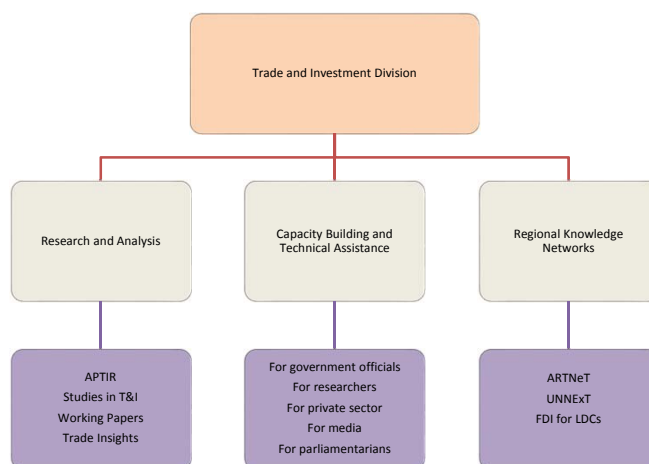 Trade and Investment Division
Research and Analysis
Capacity Building and
Technical Assistance
Regional Knowledge
Networks
APTIR
Studies in T&I
Working Papers
Trade Insights
For government officials
For researchers
For private sector
For media
For parliamentarians
ARTNeT
UNNExT
FDI for LDCs